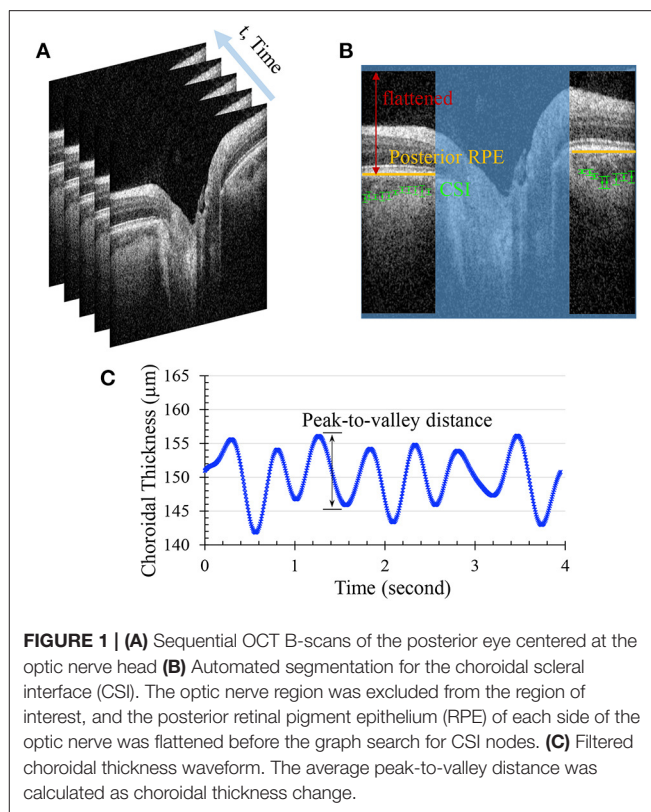 A
t, Time
B
flattened
Posterior RPE
CSI
C
165
160
155
150
145
140
Choroidal Thickness (μm)
Peak-to-valley distance
0
1
2
3
4
Time (second)
FIGURE 1 | (A) Sequential OCT B-scans of the posterior eye centered at the
optic nerve head (B) Automated segmentation for the choroidal scleral
interface (CSI). The optic nerve region was excluded from the region of
interest, and the posterior retinal pigment epithelium (RPE) of each side of the
optic nerve was flattened before the graph search for CSI nodes. (C) Filtered
choroidal thickness waveform. The average peak-to-valley distance was
calculated as choroidal thickness change.